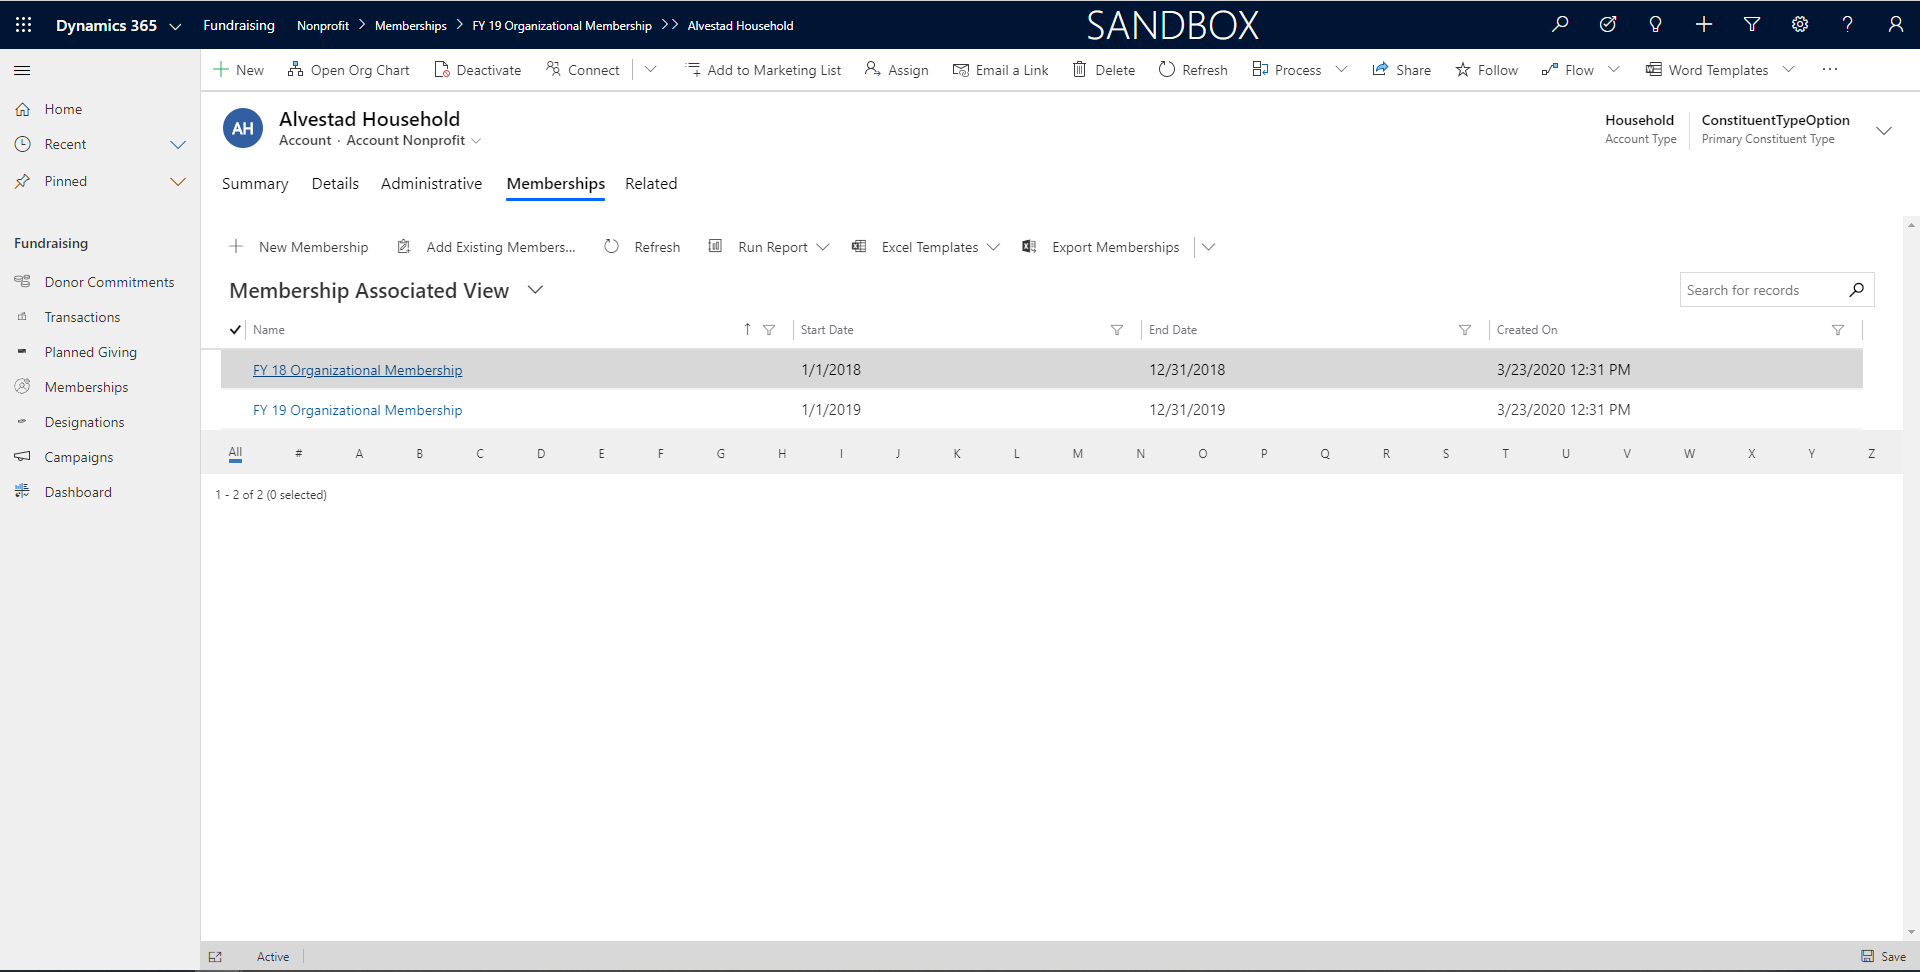 Dynamics 365 Fundraising Nonprofit > Memberships > FY 19 Organizational Membership >> Alvestad Household SANDBOX ?
New Open Org Chart Deactivate Connect Add to Marketing List Assign Email a Link Delete Refresh Process Share Follow Flow Word Templates ...
Home
Recent
Pinned
Fundraising
Donor Commitments
Transactions
Planned Giving
Memberships
Designations
Campaigns
Dashboard
AH Alvestad Household
Account · Account Nonprofit
Household ConstituentTypeOption
Account Type Primary Constituent Type
Summary Details Administrative Memberships Related
New Membership Add Existing Members... Refresh Run Report Excel Templates Export Memberships
Membership Associated View
Search for records
Name Start Date End Date Created On
FY 18 Organizational Membership 1/1/2018 12/31/2018 3/23/2020 12:31 PM
FY 19 Organizational Membership 1/1/2019 12/31/2019 3/23/2020 12:31 PM
All # A B C D E F G H I J K L M N O P Q R S T U V W X Y Z
1 - 2 of 2 (0 selected)
Active Save